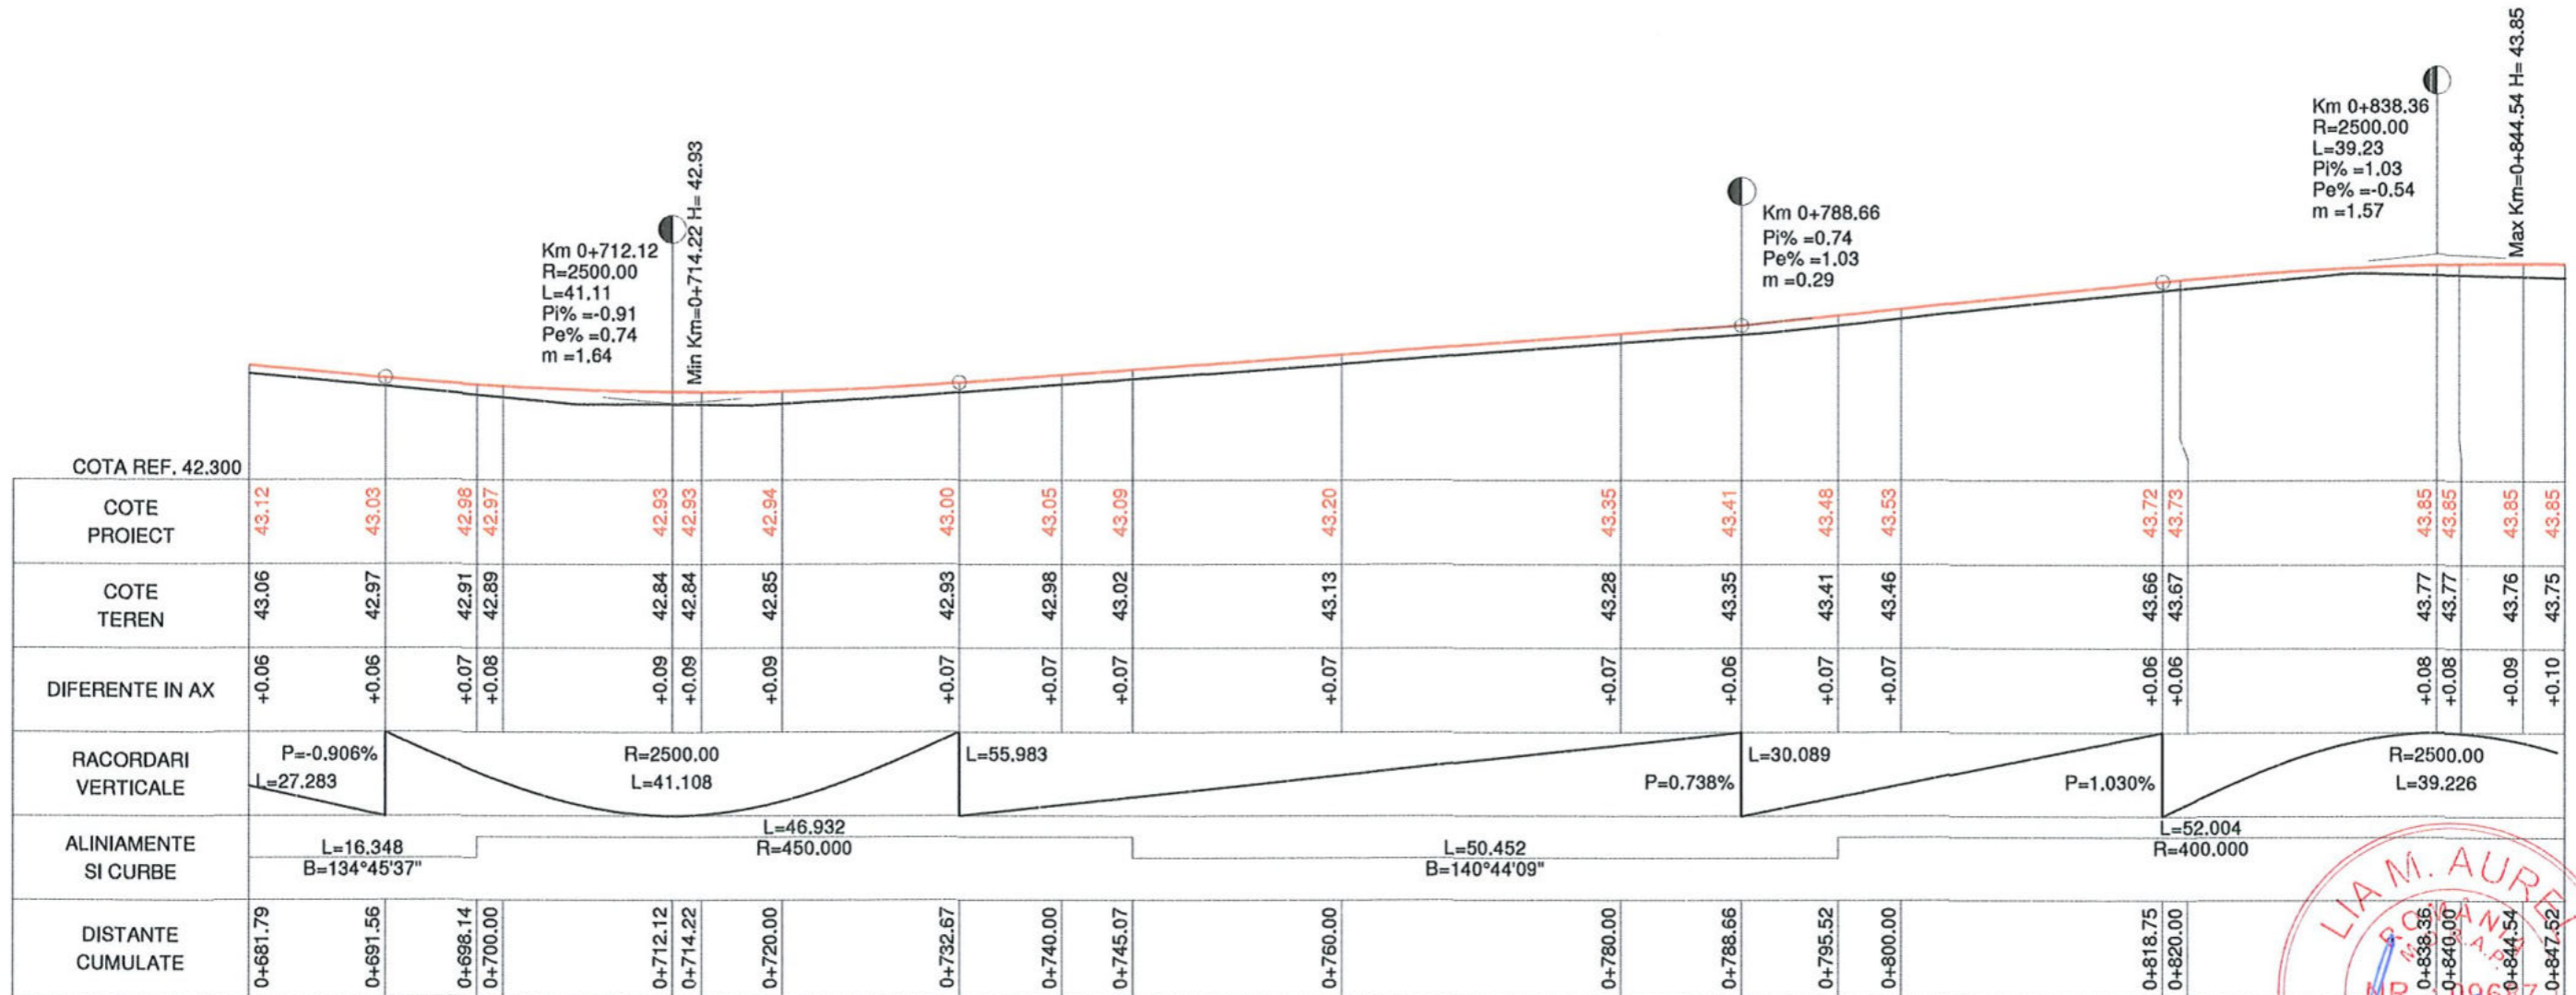 Max Km=0+844.54 H= 43.85
Km 0+838.36
R=2500.00
L=39.23
Pi% =1.03
Pe% =-0.54
m =1.57
Min Km=0+714.22 H= 42.93
Km 0+712.12
R=2500.00
L=41.11
Pi% =-0.91
Pe% =0.74
m =1.64
Km 0+788.66
Pi% =0.74
Pe% =1.03
m =0.29
COTA REF. 42.300
COTE
PROIECT
43.12 43.03 42.98 42.97 42.93 42.93 42.94 43.00 43.05 43.09 43.20 43.35 43.41 43.48 43.53 43.72 43.73 43.85 43.85 43.85 43.85
COTE
TEREN
43.06 42.97 42.91 42.89 42.84 42.84 42.85 42.93 42.98 43.02 43.13 43.28 43.35 43.41 43.46 43.66 43.67 43.77 43.77 43.76 43.75
DIFERENTE IN AX
+0.06 +0.06 +0.07 +0.08 +0.09 +0.09 +0.09 +0.07 +0.07 +0.07 +0.07 +0.07 +0.06 +0.07 +0.07 +0.06 +0.06 +0.08 +0.08 +0.09 +0.10
RACORDARI
VERTICALE
P=-0.906%
L=27.283
R=2500.00
L=41.108
L=55.983
P=0.738%
L=30.089
P=1.030%
R=2500.00
L=39.226
ALINIAMENTE
SI CURBE
L=16.348
B=134°45'37"
L=46.932
R=450.000
L=50.452
B=140°44'09"
L=52.004
R=400.000
DISTANTE
CUMULATE
0+681.79 0+691.56 0+698.14 0+700.00 0+712.12 0+714.22 0+720.00 0+732.67 0+740.00 0+745.07 0+760.00 0+780.00 0+788.66 0+795.52 0+800.00 0+818.75 0+820.00 0+838.36 0+840.00 0+844.54 0+847.52
LIA M. AUREL
ROMÂNIA